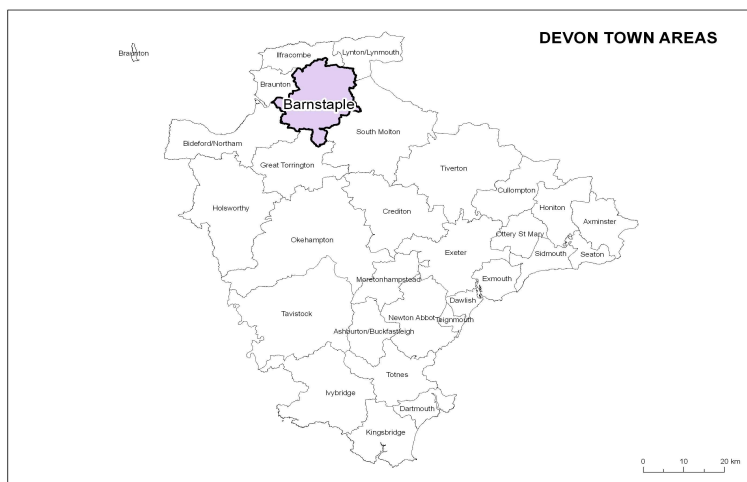 DEVON TOWN AREAS
Braunton
Ilfracombe
Lynton/Lynmouth
Braunton
Barnstaple
South Molton
Bideford/Northam
Great Torrington
Tiverton
Cullompton
Holsworthy
Honiton
Crediton
Axminster
Okehampton
Ottery St Mary
Exeter
Sidmouth
Seaton
Moretonhampstead
Exmouth
Dawlish
Tavistock
Newton Abbot
Teignmouth
Ashburton/Buckfastleigh
Totnes
Ivybridge
Dartmouth
Kingsbridge
0 10 20 km